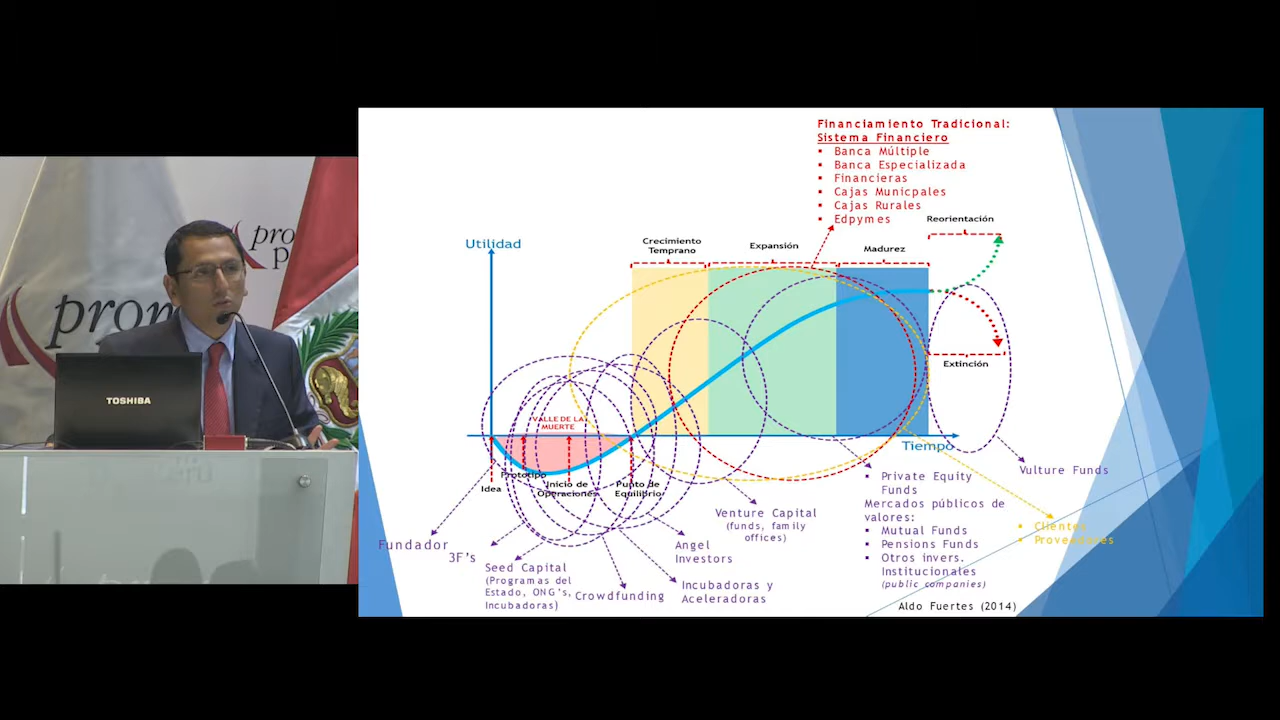 pro
p
prom
TOSHIBA
Financiamiento Tradicional:
Sistema Financiero
▪ Banca Múltiple
▪ Banca Especializada
▪ Financieras
▪ Cajas Municpales
▪ Cajas Rurales
▪ Edpymes
Reorientación
Utilidad
Crecimiento
Temprano
Expansión
Madurez
Extinción
VALLE DE LA
MUERTE
Tiempo
Idea
Prototipo
Inicio de
Operaciones
Punto de
Equilibrio
Fundador
3F's
Seed Capital
(Programas del
Estado, ONG's,
Incubadoras)
Crowdfunding
Incubadoras y
Aceleradoras
Angel
Investors
Venture Capital
(funds, family
offices)
▪ Private Equity
Funds
Mercados públicos de
valores:
▪ Mutual Funds
▪ Pensions Funds
▪ Otros invers.
Institucionales
(public companies)
Vulture Funds
▪ Clientes
▪ Proveedores
Aldo Fuertes (2014)